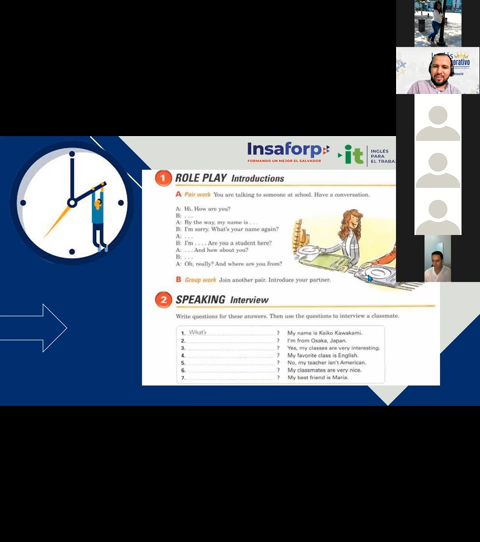 Insaforp
FORMANDO UN MEJOR EL SALVADOR
it
INGLÉS
PARA
EL TRABA
1 ROLE PLAY Introductions
A Pair work You are talking to someone at school. Have a conversation.
A: Hi. How are you?
B: . . .
A: By the way, my name is . . .
B: I'm sorry. What's your name again?
A: . . .
B: I'm . . . . Are you a student here?
A: . . . . And how about you?
B: . . .
A: Oh, really? And where are you from?
B Group work Join another pair. Introduce your partner.
2 SPEAKING Interview
Write questions for these answers. Then use the questions to interview a classmate.
1. What's ? My name is Keiko Kawakami.
2. ? I'm from Osaka, Japan.
3. ? Yes, my classes are very interesting.
4. ? My favorite class is English.
5. ? No, my teacher isn't American.
6. ? My classmates are very nice.
7. ? My best friend is Maria.